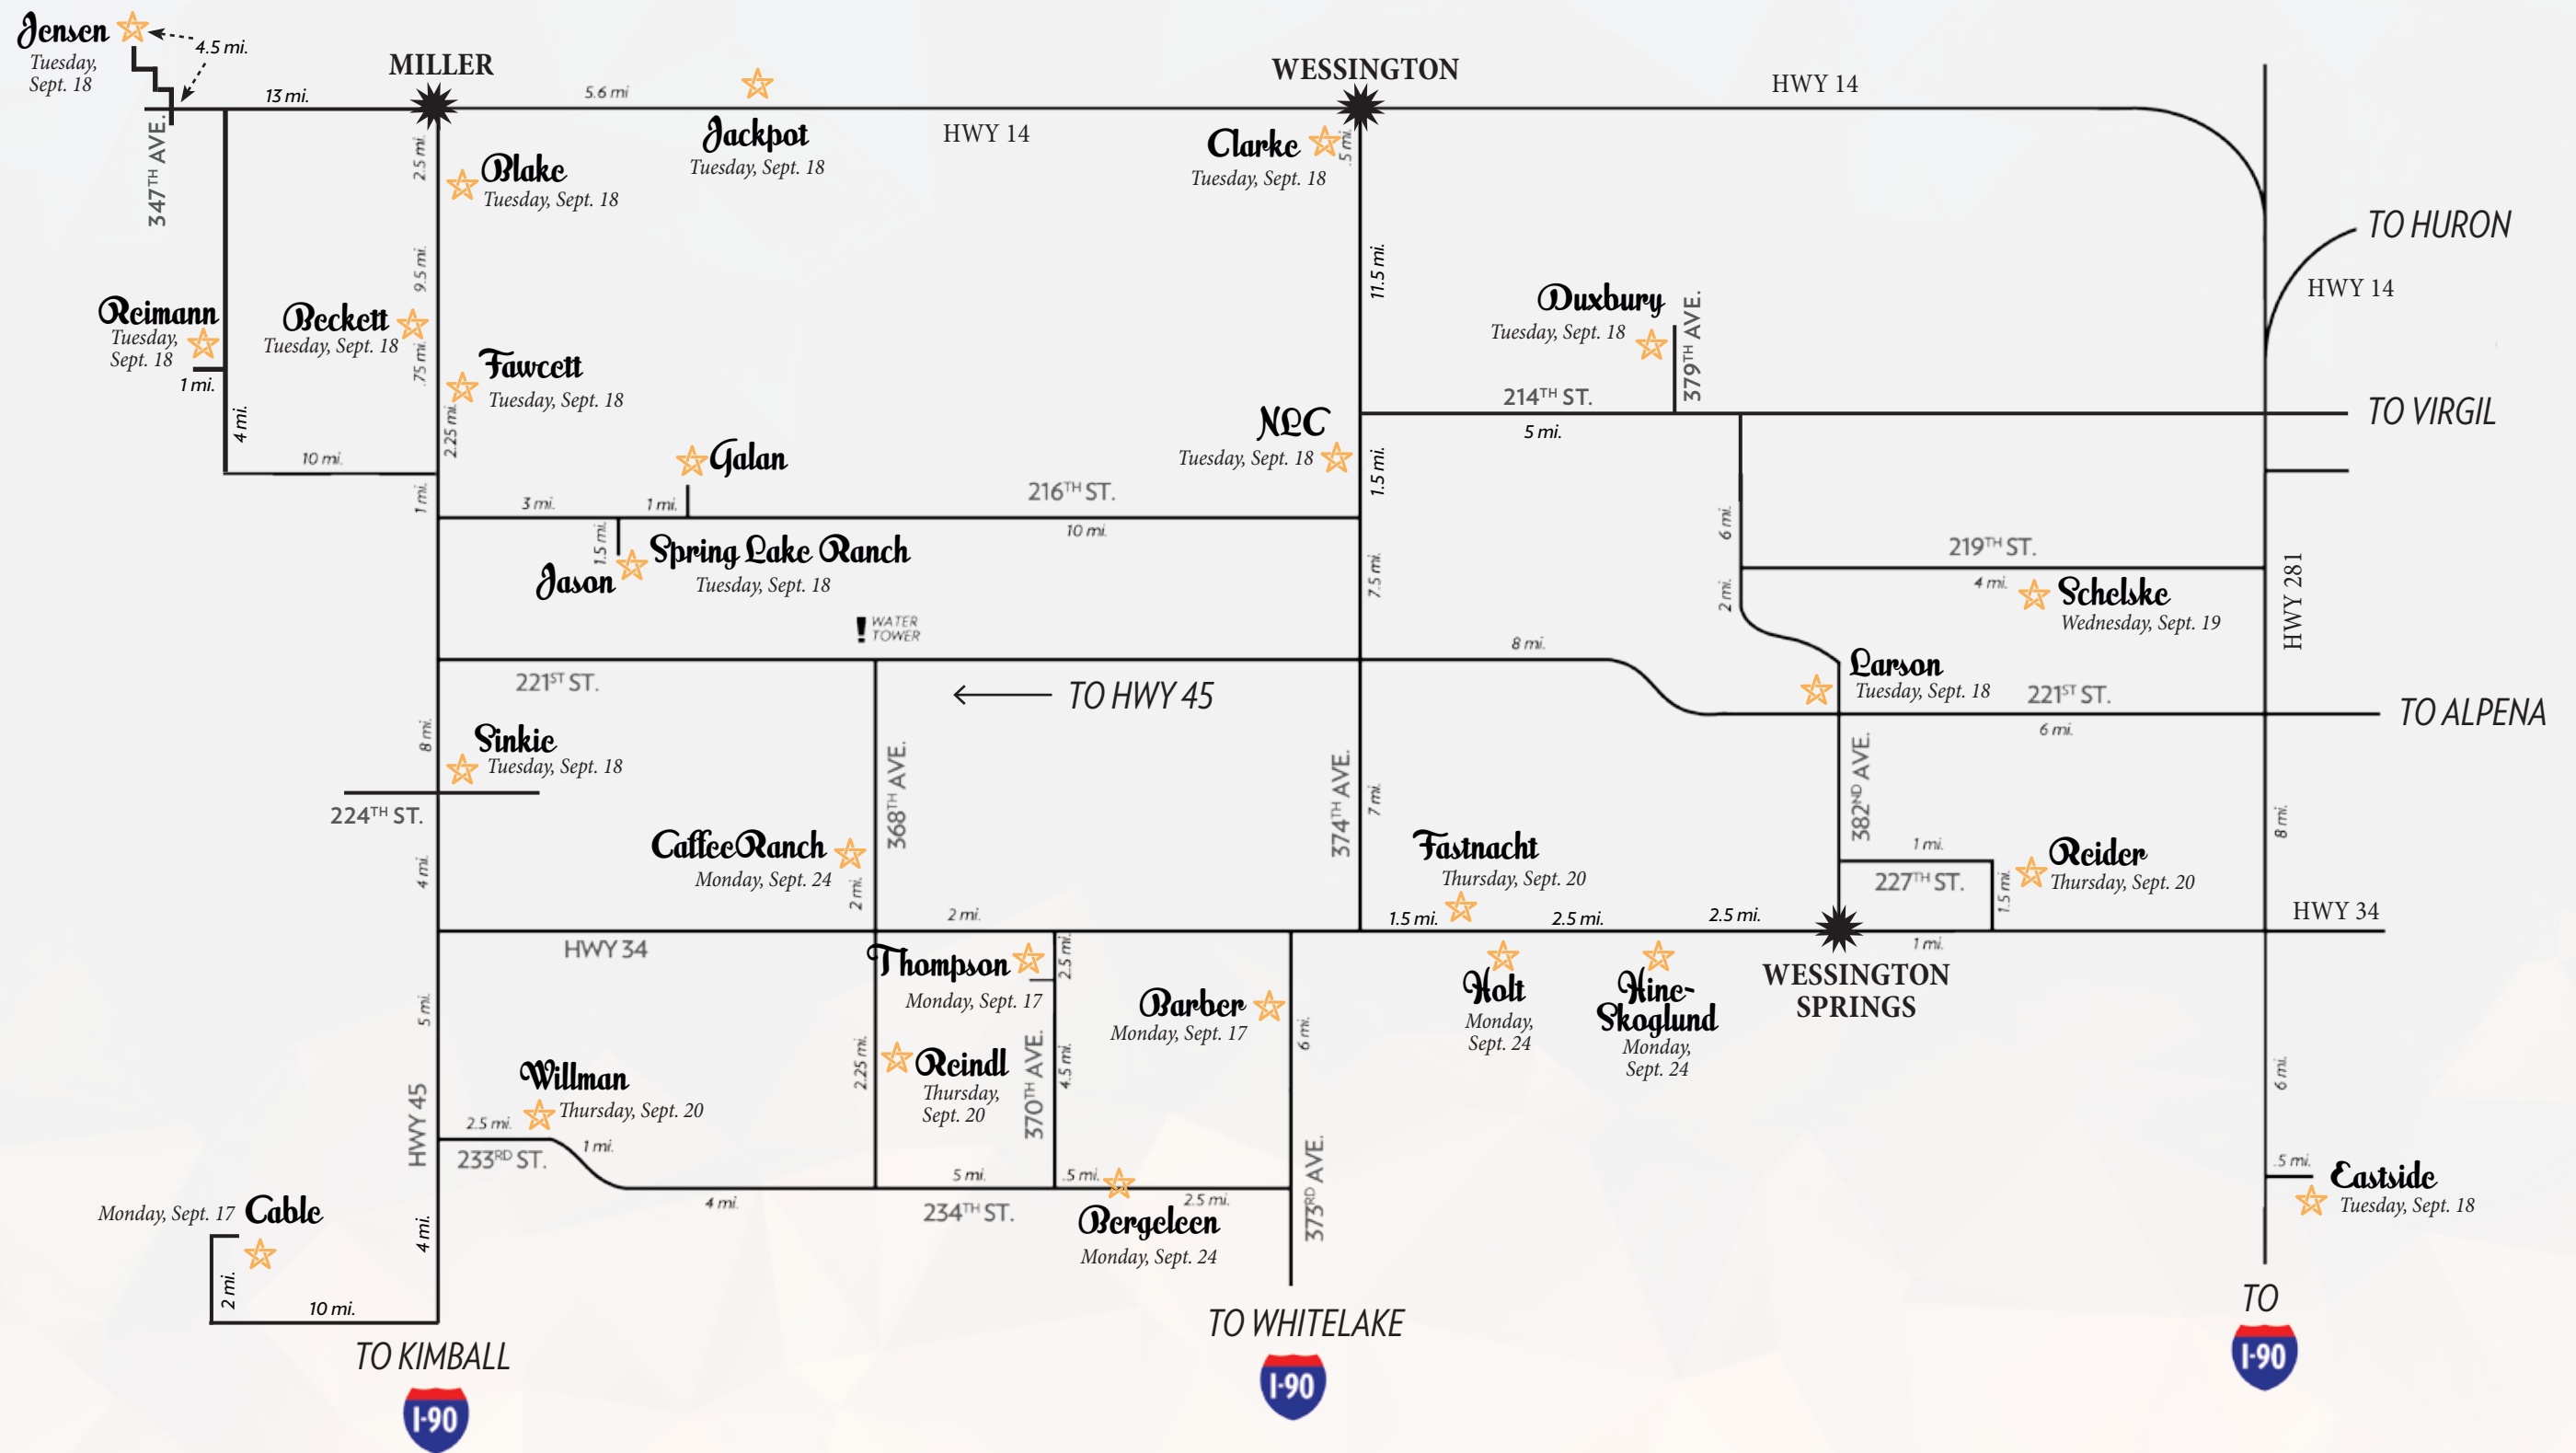 Jensen
Tuesday,
Sept. 18
4.5 mi.
13 mi.
347TH AVE.
MILLER
5.6 mi
Jackpot
Tuesday, Sept. 18
HWY 14
WESSINGTON
HWY 14
Clarke
Tuesday, Sept. 18
.5 mi.
2.5 mi.
Blake
Tuesday, Sept. 18
TO HURON
HWY 14
9.5 mi.
11.5 mi.
Reimann
Tuesday,
Sept. 18
1 mi.
4 mi.
10 mi.
Beckett
Tuesday, Sept. 18
.75 mi.
Fawcett
Tuesday, Sept. 18
2.25 mi.
Duxbury
Tuesday, Sept. 18
379TH AVE.
214TH ST.
5 mi.
TO VIRGIL
NLC
Tuesday, Sept. 18
1.5 mi.
Galan
1 mi.
3 mi.
1 mi.
216TH ST.
10 mi.
1.5 mi.
Jason
Spring Lake Ranch
Tuesday, Sept. 18
7.5 mi.
6 mi.
2 mi.
219TH ST.
4 mi.
Schelske
Wednesday, Sept. 19
HWY 281
! WATER
TOWER
8 mi.
221ST ST.
TO HWY 45
Larson
Tuesday, Sept. 18
221ST ST.
6 mi.
TO ALPENA
8 mi.
Sinkie
Tuesday, Sept. 18
224TH ST.
4 mi.
368TH AVE.
CaffeeRanch
Monday, Sept. 24
2 mi.
374TH AVE.
7 mi.
Fastnacht
Thursday, Sept. 20
382ND AVE.
1 mi.
227TH ST.
1.5 mi.
Reider
Thursday, Sept. 20
8 mi.
HWY 34
2 mi.
1.5 mi.
2.5 mi.
2.5 mi.
1 mi.
HWY 34
WESSINGTON
SPRINGS
Thompson
Monday, Sept. 17
2.5 mi.
Barber
Monday, Sept. 17
6 mi.
Holt
Monday,
Sept. 24
Hine-
Skoglund
Monday,
Sept. 24
5 mi.
HWY 45
Willman
Thursday, Sept. 20
2.5 mi.
1 mi.
233RD ST.
2.25 mi.
Reindl
Thursday,
Sept. 20
370TH AVE.
4.5 mi.
6 mi.
4 mi.
5 mi.
234TH ST.
.5 mi.
2.5 mi.
Bergeleen
Monday, Sept. 24
373RD AVE.
.5 mi.
Eastside
Tuesday, Sept. 18
Monday, Sept. 17
Cable
2 mi.
10 mi.
4 mi.
TO KIMBALL
I-90
TO WHITELAKE
I-90
TO
I-90